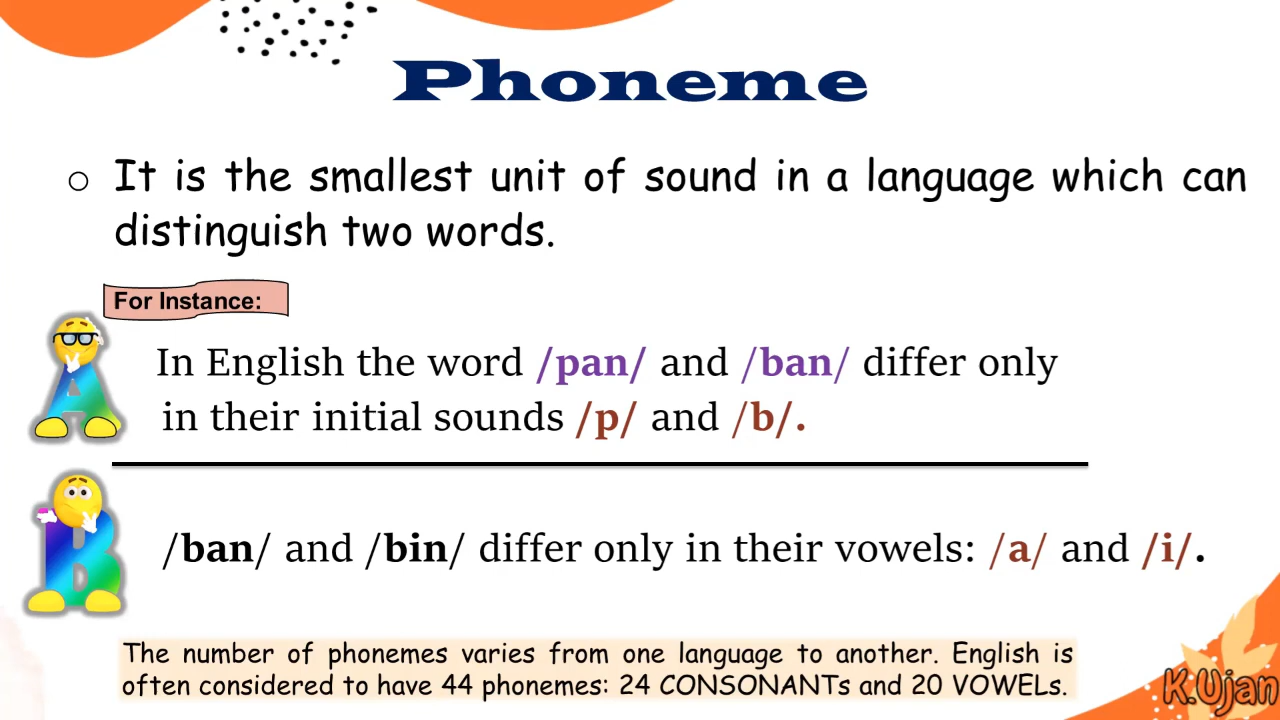 Phoneme
o It is the smallest unit of sound in a language which can
distinguish two words.
For Instance:
In English the word /pan/ and /ban/ differ only
in their initial sounds /p/ and /b/.
/ban/ and /bin/ differ only in their vowels: /a/ and /i/.
The number of phonemes varies from one language to another. English is
often considered to have 44 phonemes: 24 CONSONANTs and 20 VOWELs.
K.Ujan